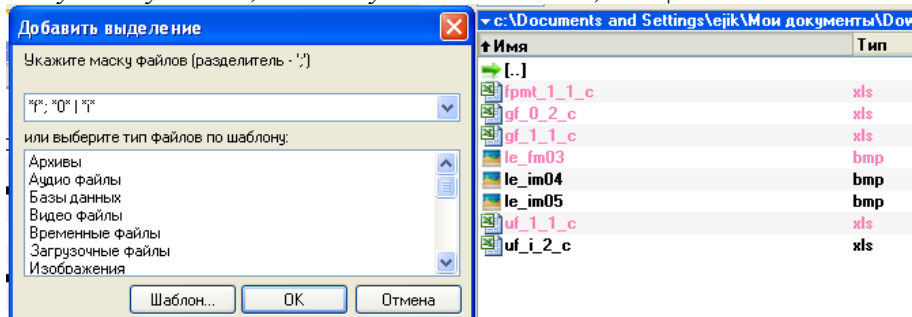 Добавить выделение
Укажите маску файлов (разделитель - ';')
*f*; *0* | *i*
или выберите тип файлов по шаблону:
Архивы
Аудио файлы
Базы данных
Видео файлы
Временные файлы
Загрузочные файлы
Изображения
Шаблон...
OK
Отмена
c:\Documents and Settings\ejik\Мои документы\Dow
Имя Тип
[..]
fpmt_1_1_c xls
gf_0_2_c xls
gf_1_1_c xls
le_fm03 bmp
le_im04 bmp
le_im05 bmp
uf_1_1_c xls
uf_i_2_c xls